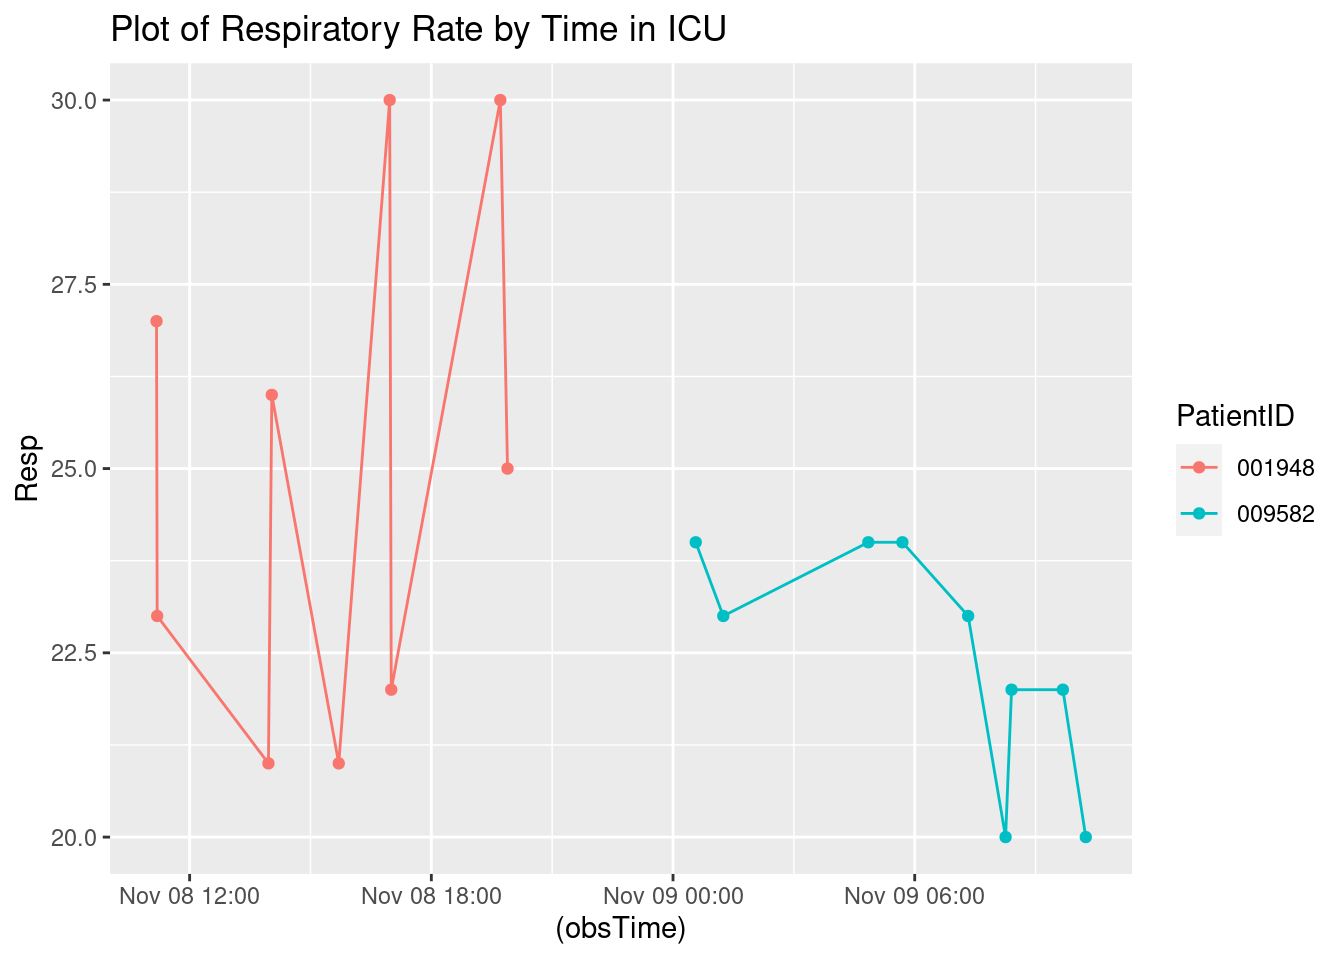 Plot of Respiratory Rate by Time in ICU
30.0
27.5
25.0
22.5
20.0
Resp
Nov 08 12:00
Nov 08 18:00
Nov 09 00:00
Nov 09 06:00
(obsTime)
PatientID
001948
009582